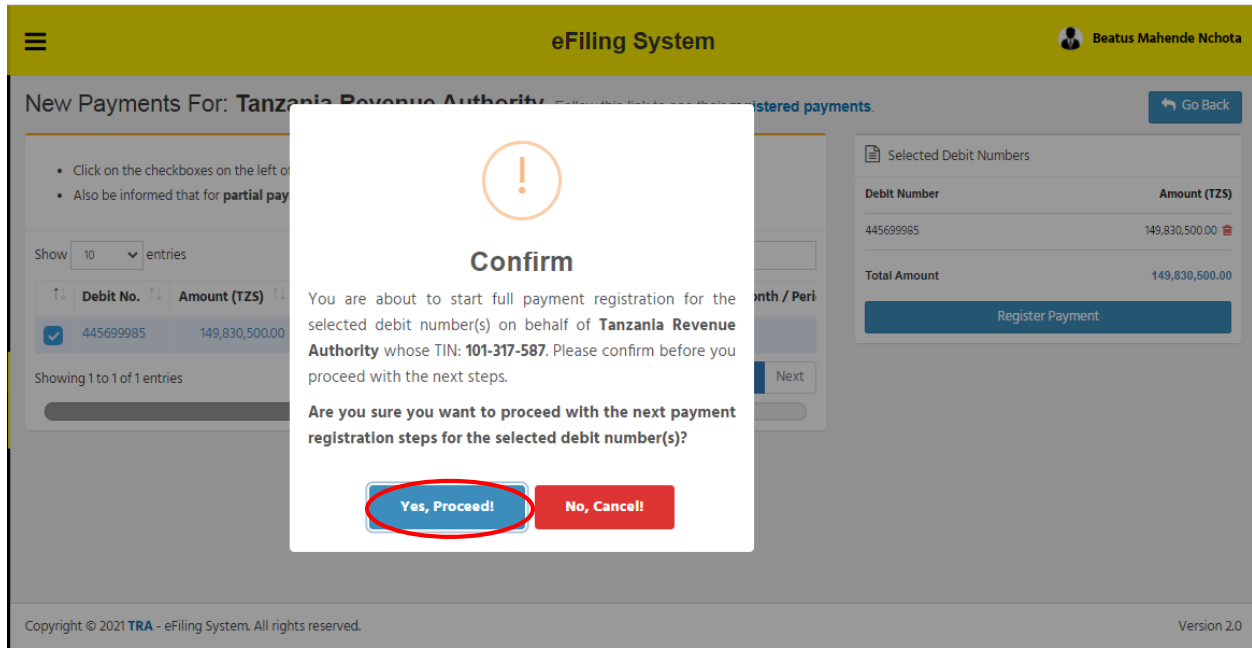 eFiling System
Beatus Mahende Nchota
New Payments For: Tanzania Revenue Authority Follow this link to see their registered payments.
Go Back
Click on the checkboxes on the left of
Also be informed that for partial pay
Show 10 entries
Debit No. Amount (TZS) onth / Peri
445699985 149,830,500.00
Showing 1 to 1 of 1 entries
Next
!
Confirm
You are about to start full payment registration for the
selected debit number(s) on behalf of Tanzania Revenue
Authority whose TIN: 101-317-587. Please confirm before you
proceed with the next steps.
Are you sure you want to proceed with the next payment
registration steps for the selected debit number(s)?
Yes, Proceed!
No, Cancel!
Selected Debit Numbers
Debit Number Amount (TZS)
445699985 149,830,500.00
Total Amount 149,830,500.00
Register Payment
Copyright © 2021 TRA - eFiling System. All rights reserved.
Version 2.0